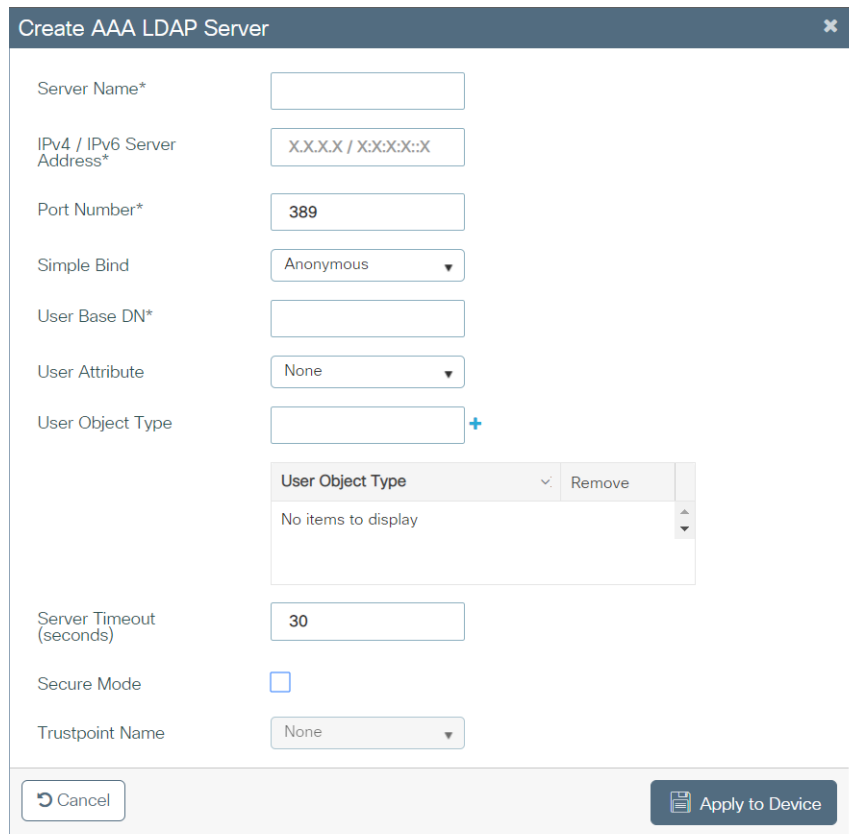 Create AAA LDAP Server
Server Name*
IPv4 / IPv6 Server
Address*
X.X.X.X / X:X:X:X::X
Port Number*
389
Simple Bind
Anonymous
User Base DN*
User Attribute
None
User Object Type
User Object Type
Remove
No items to display
Server Timeout
(seconds)
30
Secure Mode
Trustpoint Name
None
Cancel
Apply to Device